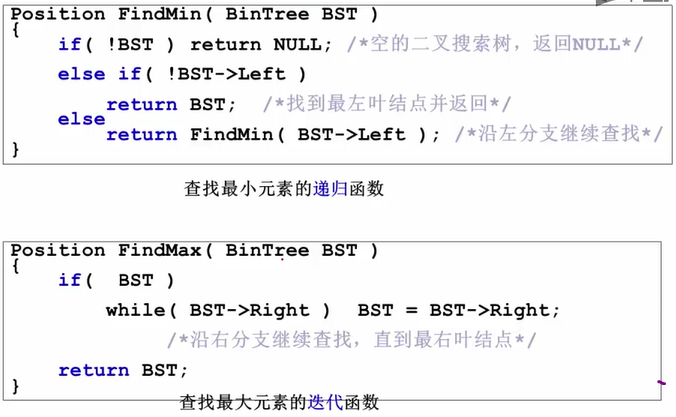 Position FindMin( BinTree BST )
{
if( !BST ) return NULL; /*空的二叉搜索树，返回NULL*/
else if( !BST->Left )
return BST; /*找到最左叶结点并返回*/
else
return FindMin( BST->Left ); /*沿左分支继续查找*/
}
查找最小元素的递归函数
Position FindMax( BinTree BST )
{
if( BST )
while( BST->Right ) BST = BST->Right;
/*沿右分支继续查找，直到最右叶结点*/
return BST;
}
查找最大元素的迭代函数